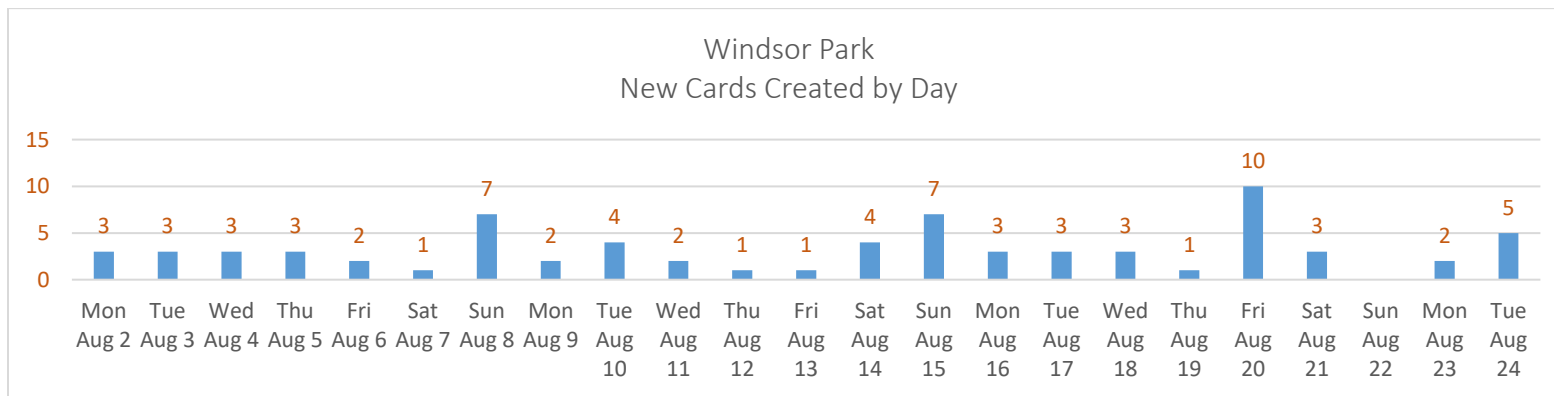 Windsor Park
New Cards Created by Day
15
10
5
0
3 3 3 3 2 1 7 2 4 2 1 1 4 7 3 3 3 1 10 3 2 5
Mon Tue Wed Thu Fri Sat Sun Mon Tue Wed Thu Fri Sat Sun Mon Tue Wed Thu Fri Sat Sun Mon Tue
Aug 2 Aug 3 Aug 4 Aug 5 Aug 6 Aug 7 Aug 8 Aug 9 Aug Aug Aug Aug Aug Aug Aug Aug Aug Aug Aug Aug Aug Aug Aug
10 11 12 13 14 15 16 17 18 19 20 21 22 23 24